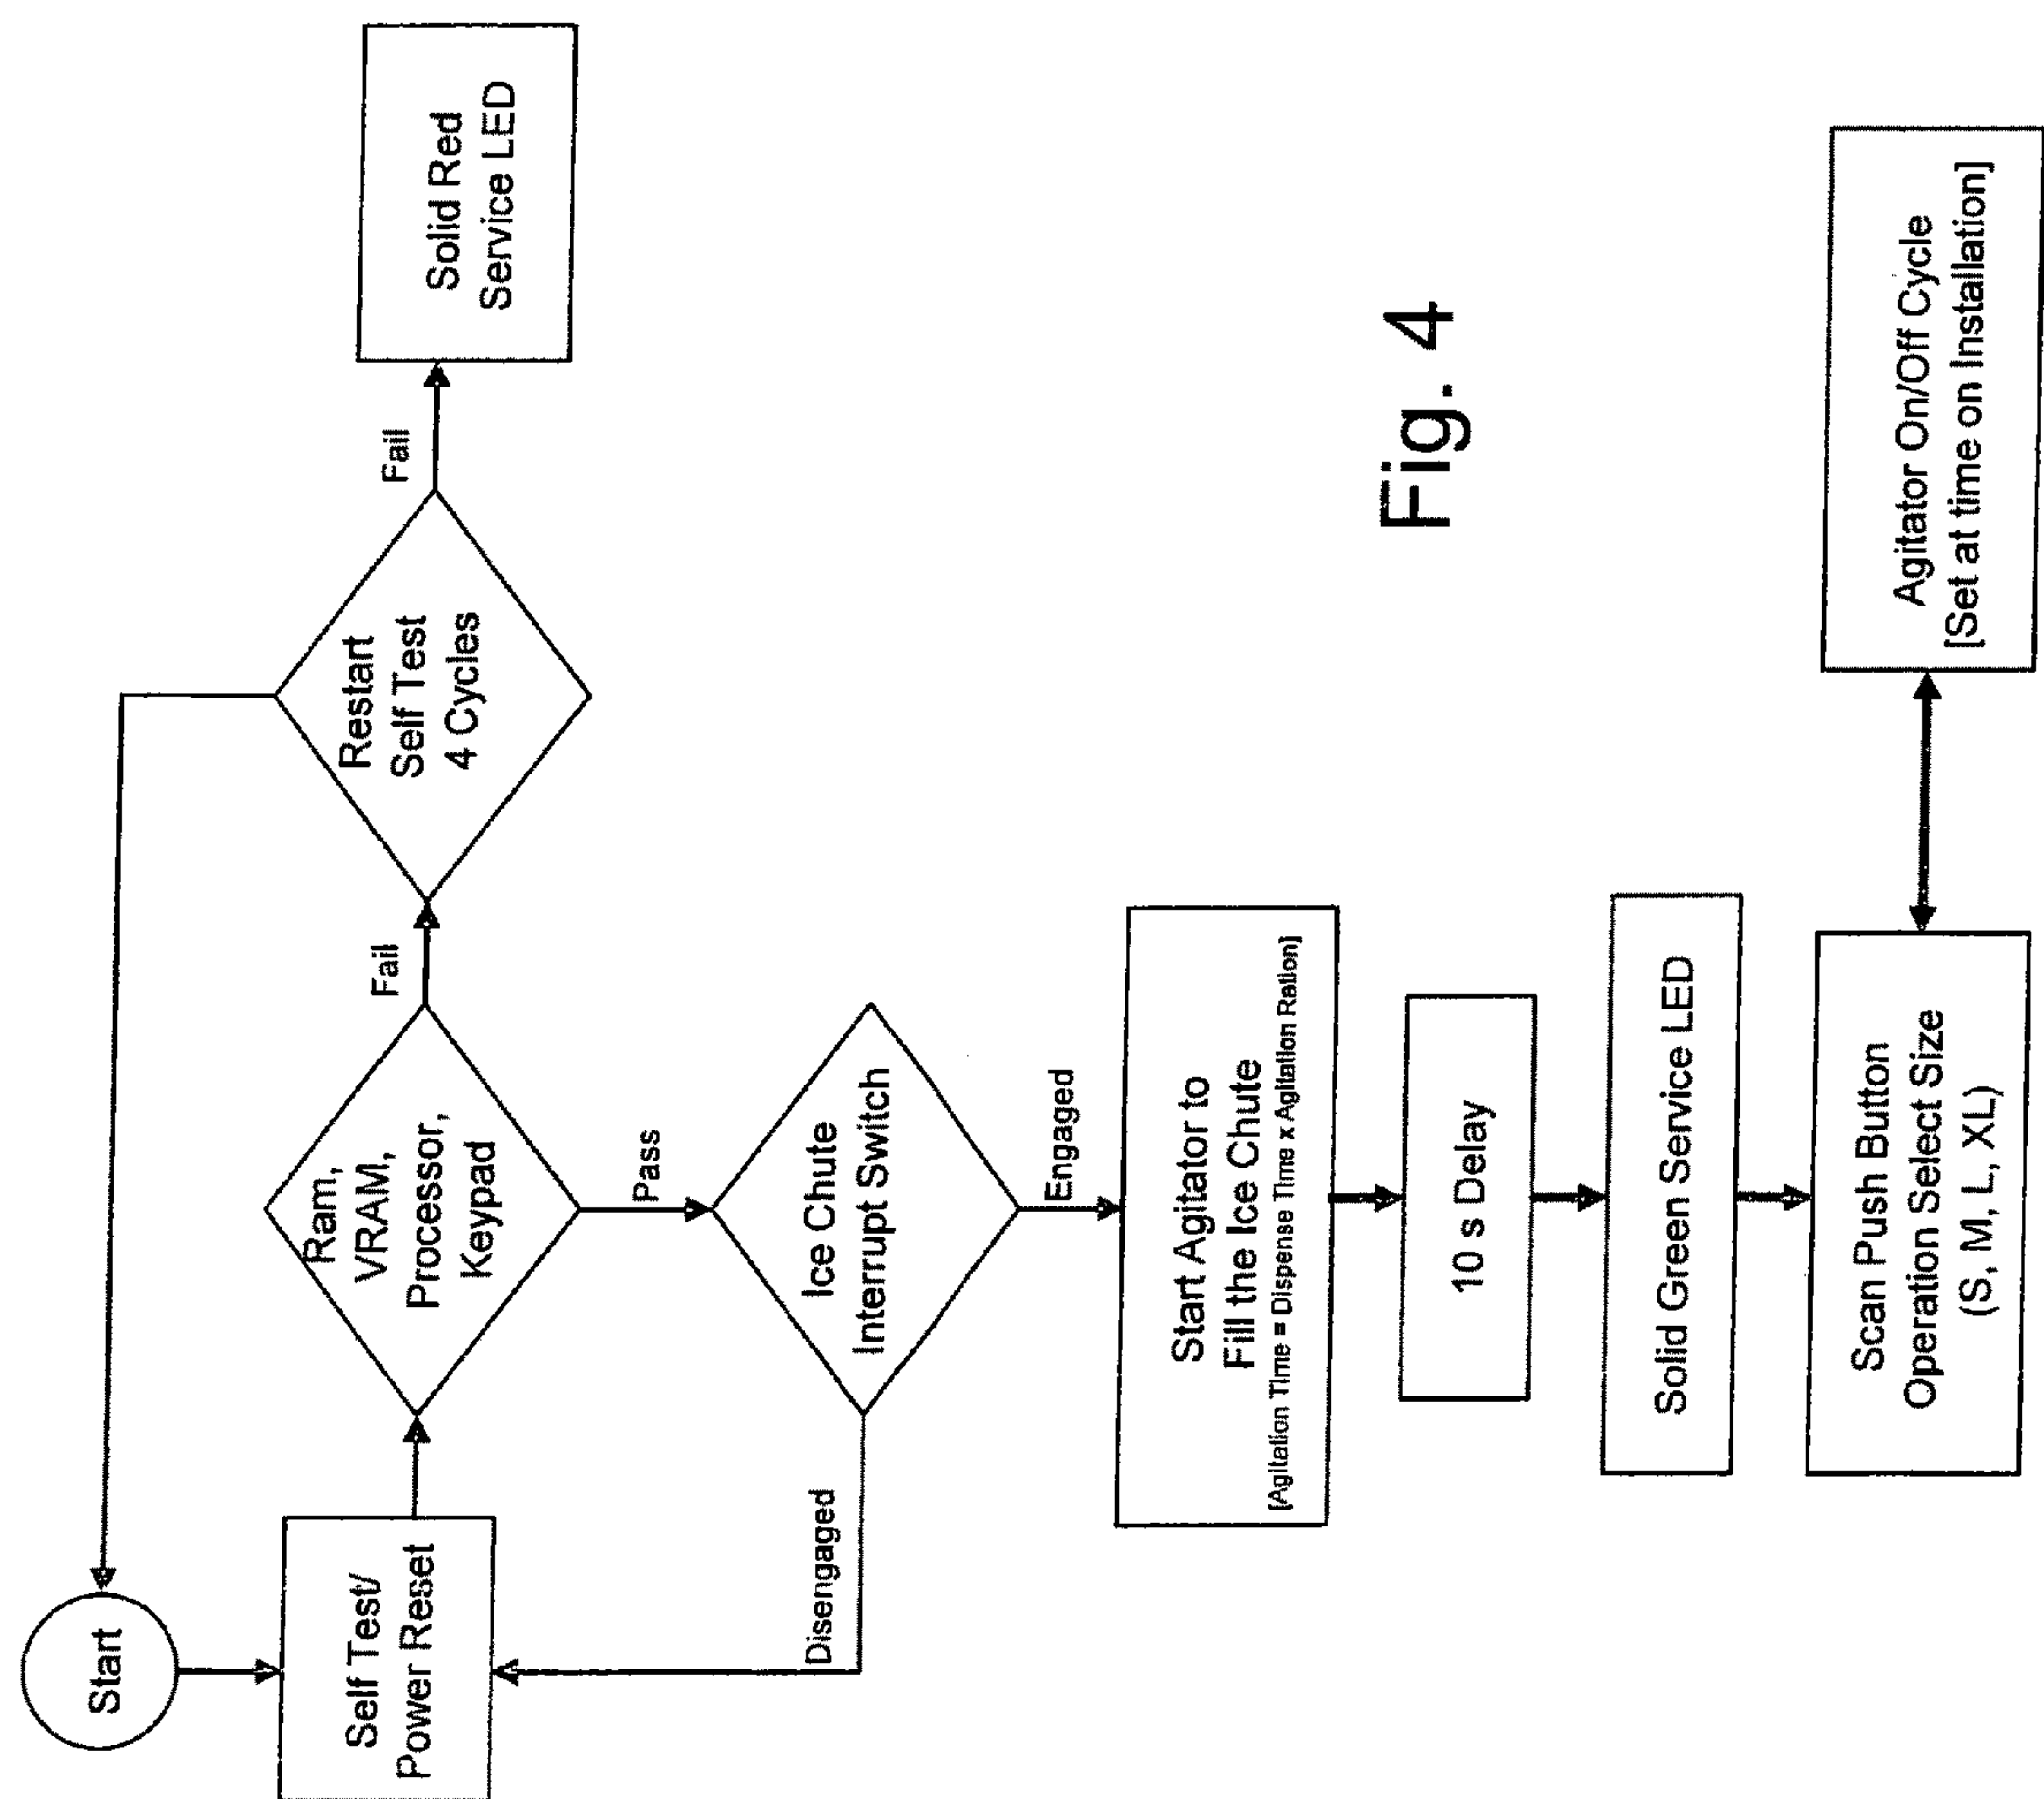 Start
Self Test/
Power Reset
Ram,
VRAM,
Processor,
Keypad
Fail
Restart
Self Test
4 Cycles
Fail
Solid Red
Service LED
Pass
Disengaged
Ice Chute
Interrupt Switch
Engaged
Start Agitator to
Fill the Ice Chute
[Agitation Time = Dispense Time x Agitation Ration]
10 s Delay
Solid Green Service LED
Scan Push Button
Operation Select Size
(S, M, L, XL)
Agitator On/Off Cycle
[Set at time on Installation]
Fig. 4